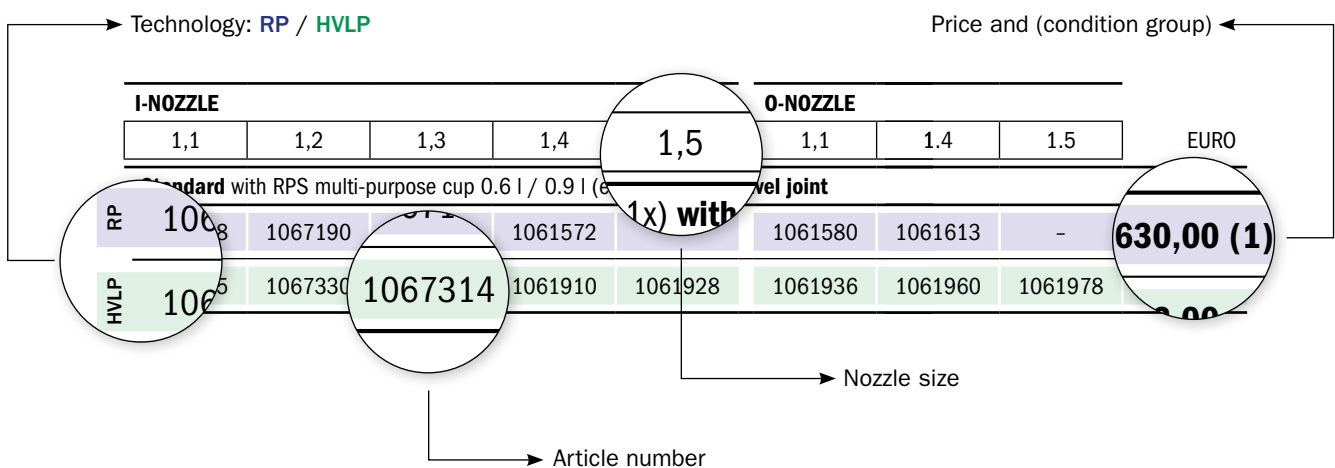 Technology: RP / HVLP
Price and (condition group)
I-NOZZLE O-NOZZLE
1,1 1,2 1,3 1,4 1,5 1,1 1.4 1.5 EURO
with RPS multi-purpose cup 0.6 l / 0.9 l joint
1x) with
RP 1067190 1061572 1061580 1061613 – 630,00 (1)
HVLP 1067330 1067314 1061910 1061928 1061936 1061960 1061978
Nozzle size
Article number